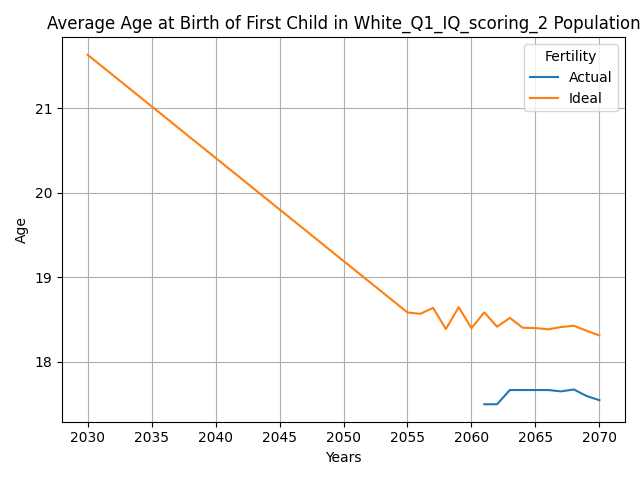 Average Age at Birth of First Child in White_Q1_IQ_scoring_2 Population
Fertility
Actual
Ideal
Age
21
20
19
18
2030 2035 2040 2045 2050 2055 2060 2065 2070
Years